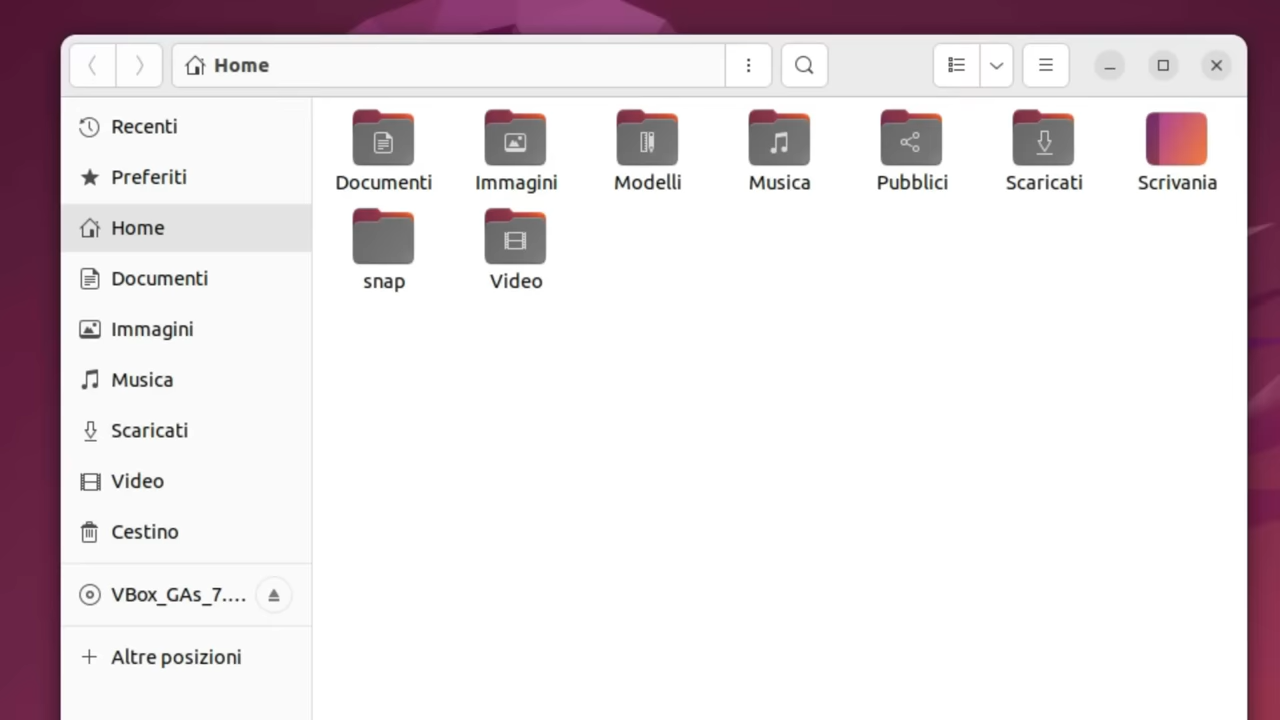 Home
Recenti
Preferiti
Home
Documenti
Immagini
Musica
Scaricati
Video
Cestino
VBox_GAs_7....
Altre posizioni
Documenti Immagini Modelli Musica Pubblici Scaricati Scrivania
snap Video